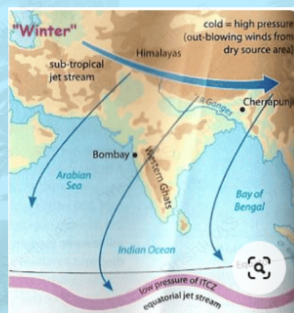 "Winter"
cold = high pressure
(out-blowing winds from
dry source area)
Himalayas
sub-tropical
jet stream
R Ganges
Cherrapunji
Bombay
Western Ghats
Arabian
Sea
Bay of
Bengal
Indian Ocean
low pressure of ITCZ
equatorial jet stream